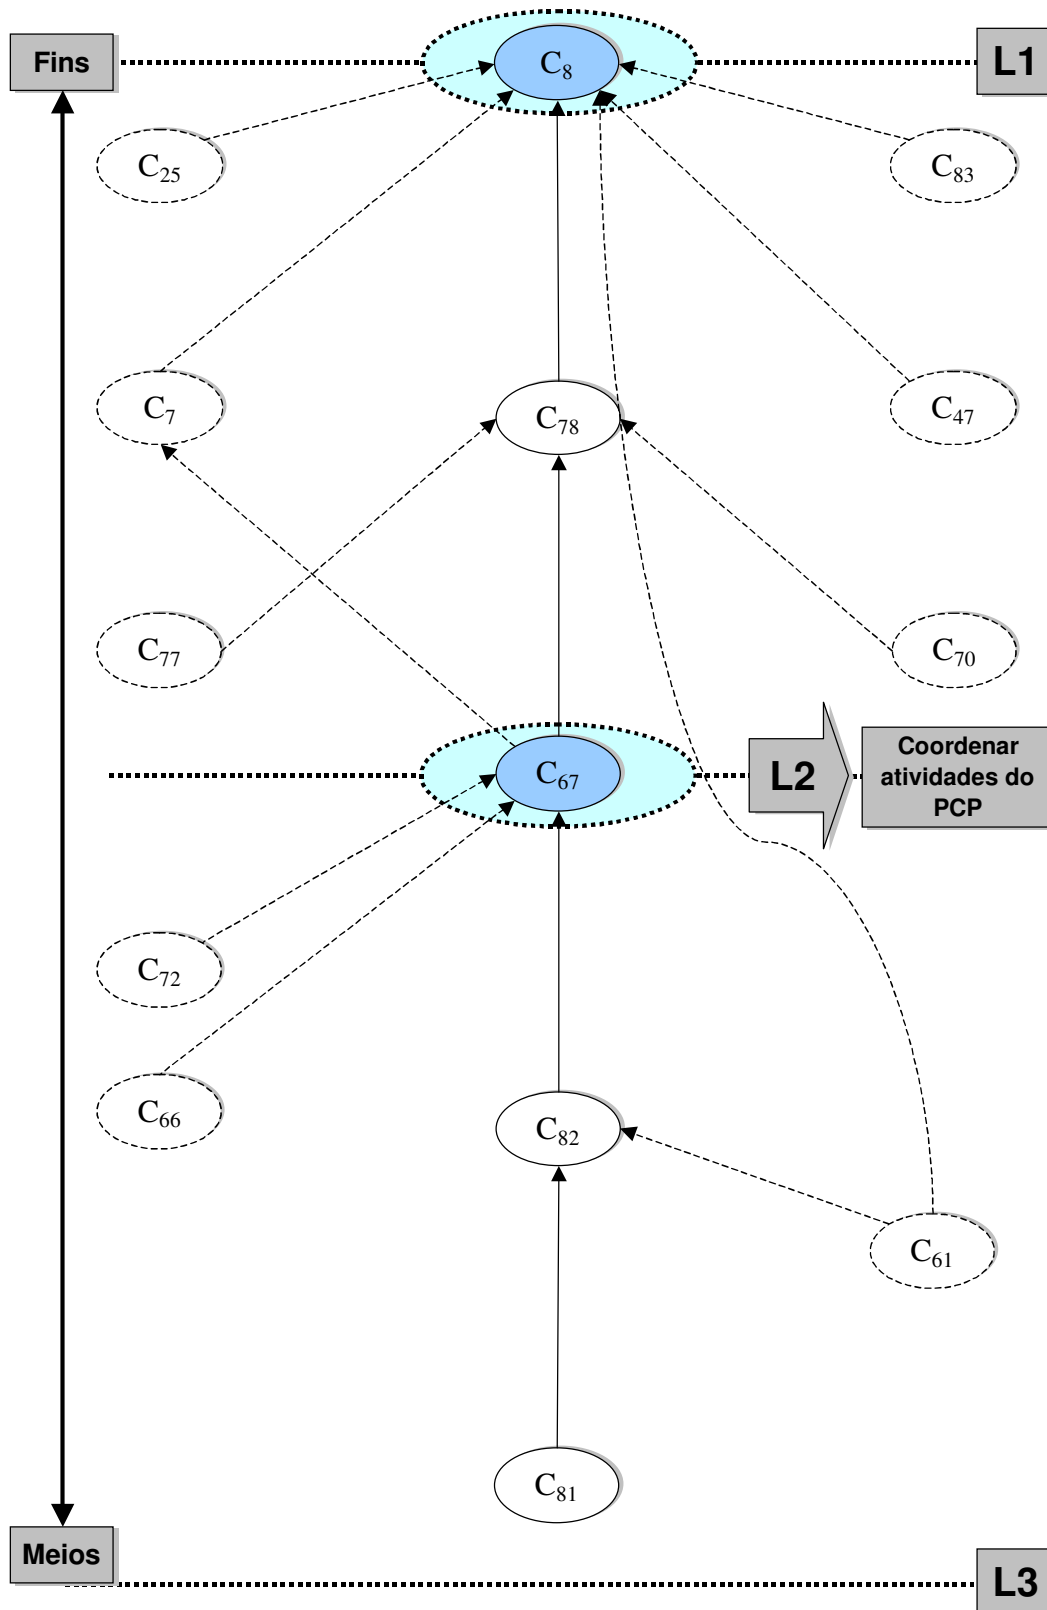 Fins
C8
L1
C25
C83
C7
C78
C47
C77
C70
C67
L2
Coordenar
atividades do
PCP
C72
C66
C82
C61
C81
Meios
L3